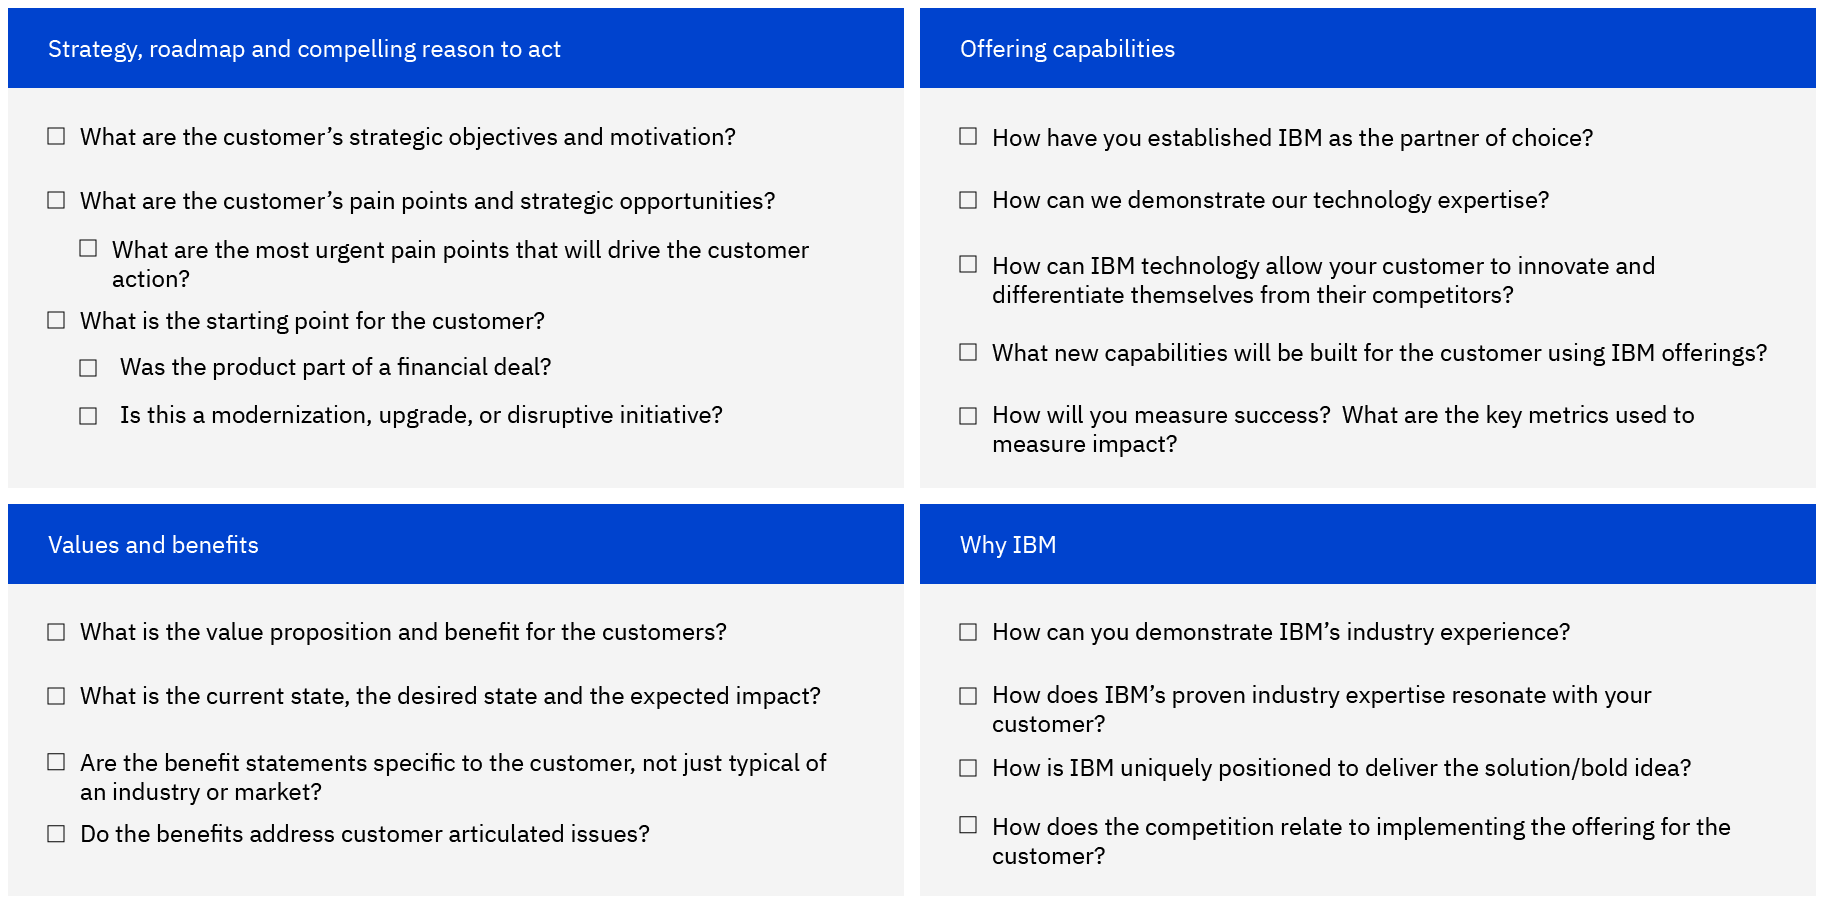 Strategy, roadmap and compelling reason to act
What are the customer’s strategic objectives and motivation?
What are the customer’s pain points and strategic opportunities?
What are the most urgent pain points that will drive the customer
action?
What is the starting point for the customer?
Was the product part of a financial deal?
Is this a modernization, upgrade, or disruptive initiative?
Offering capabilities
How have you established IBM as the partner of choice?
How can we demonstrate our technology expertise?
How can IBM technology allow your customer to innovate and
differentiate themselves from their competitors?
What new capabilities will be built for the customer using IBM offerings?
How will you measure success?  What are the key metrics used to
measure impact?
Values and benefits
What is the value proposition and benefit for the customers?
What is the current state, the desired state and the expected impact?
Are the benefit statements specific to the customer, not just typical of
an industry or market?
Do the benefits address customer articulated issues?
Why IBM
How can you demonstrate IBM’s industry experience?
How does IBM’s proven industry expertise resonate with your
customer?
How is IBM uniquely positioned to deliver the solution/bold idea?
How does the competition relate to implementing the offering for the
customer?